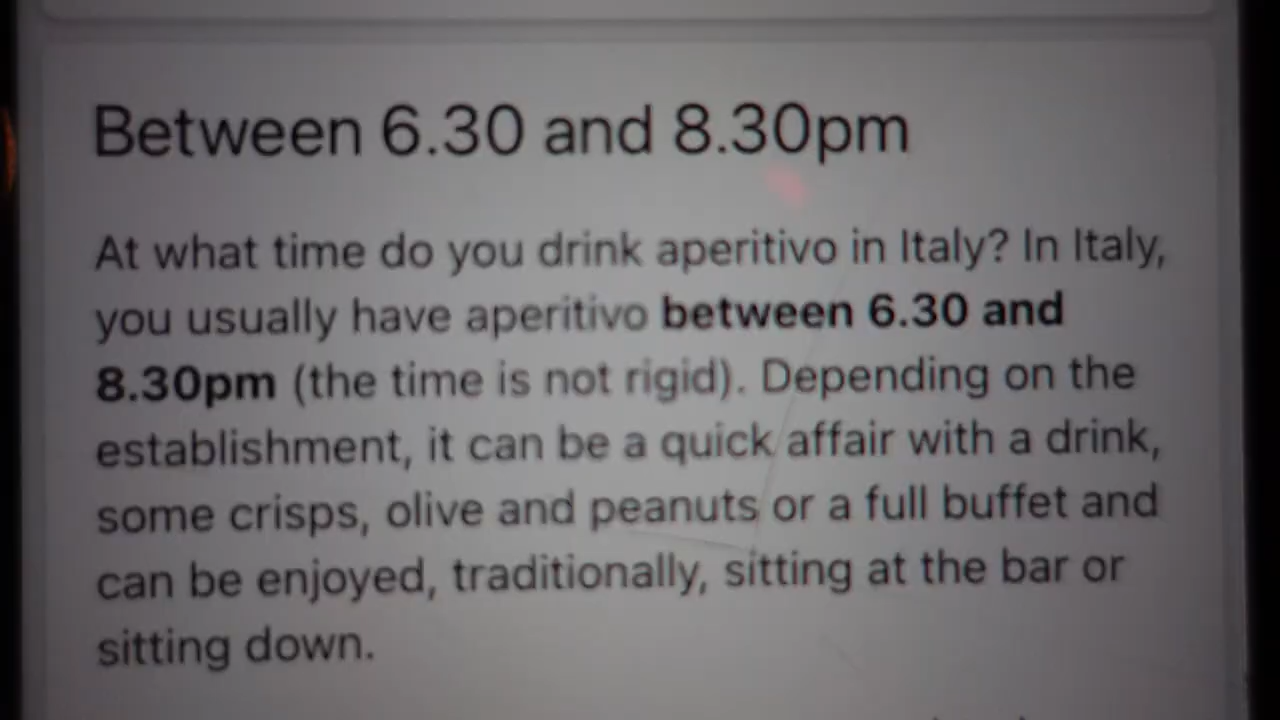 Between 6.30 and 8.30pm
At what time do you drink aperitivo in Italy? In Italy,
you usually have aperitivo between 6.30 and
8.30pm (the time is not rigid). Depending on the
establishment, it can be a quick affair with a drink,
some crisps, olive and peanuts or a full buffet and
can be enjoyed, traditionally, sitting at the bar or
sitting down.